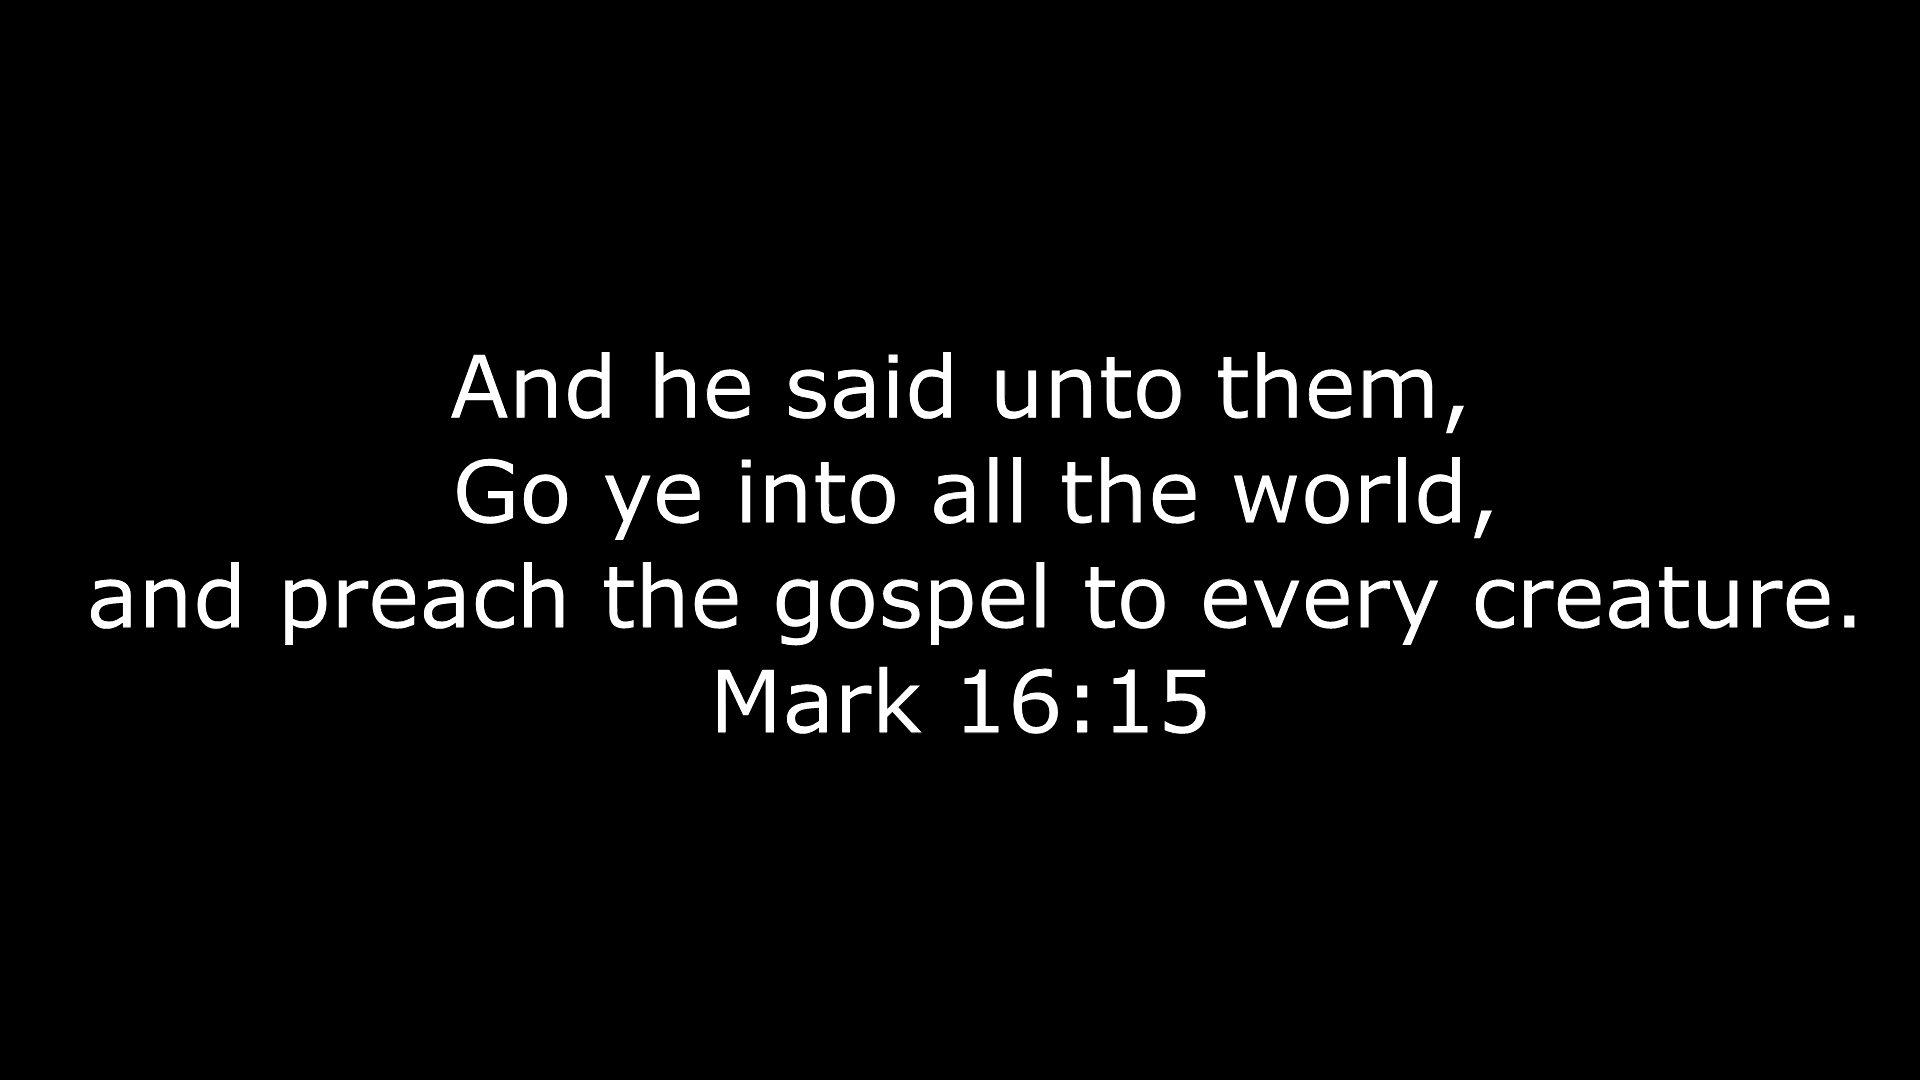 And he said unto them,
Go ye into all the world,
and preach the gospel to every creature.
Mark 16:15